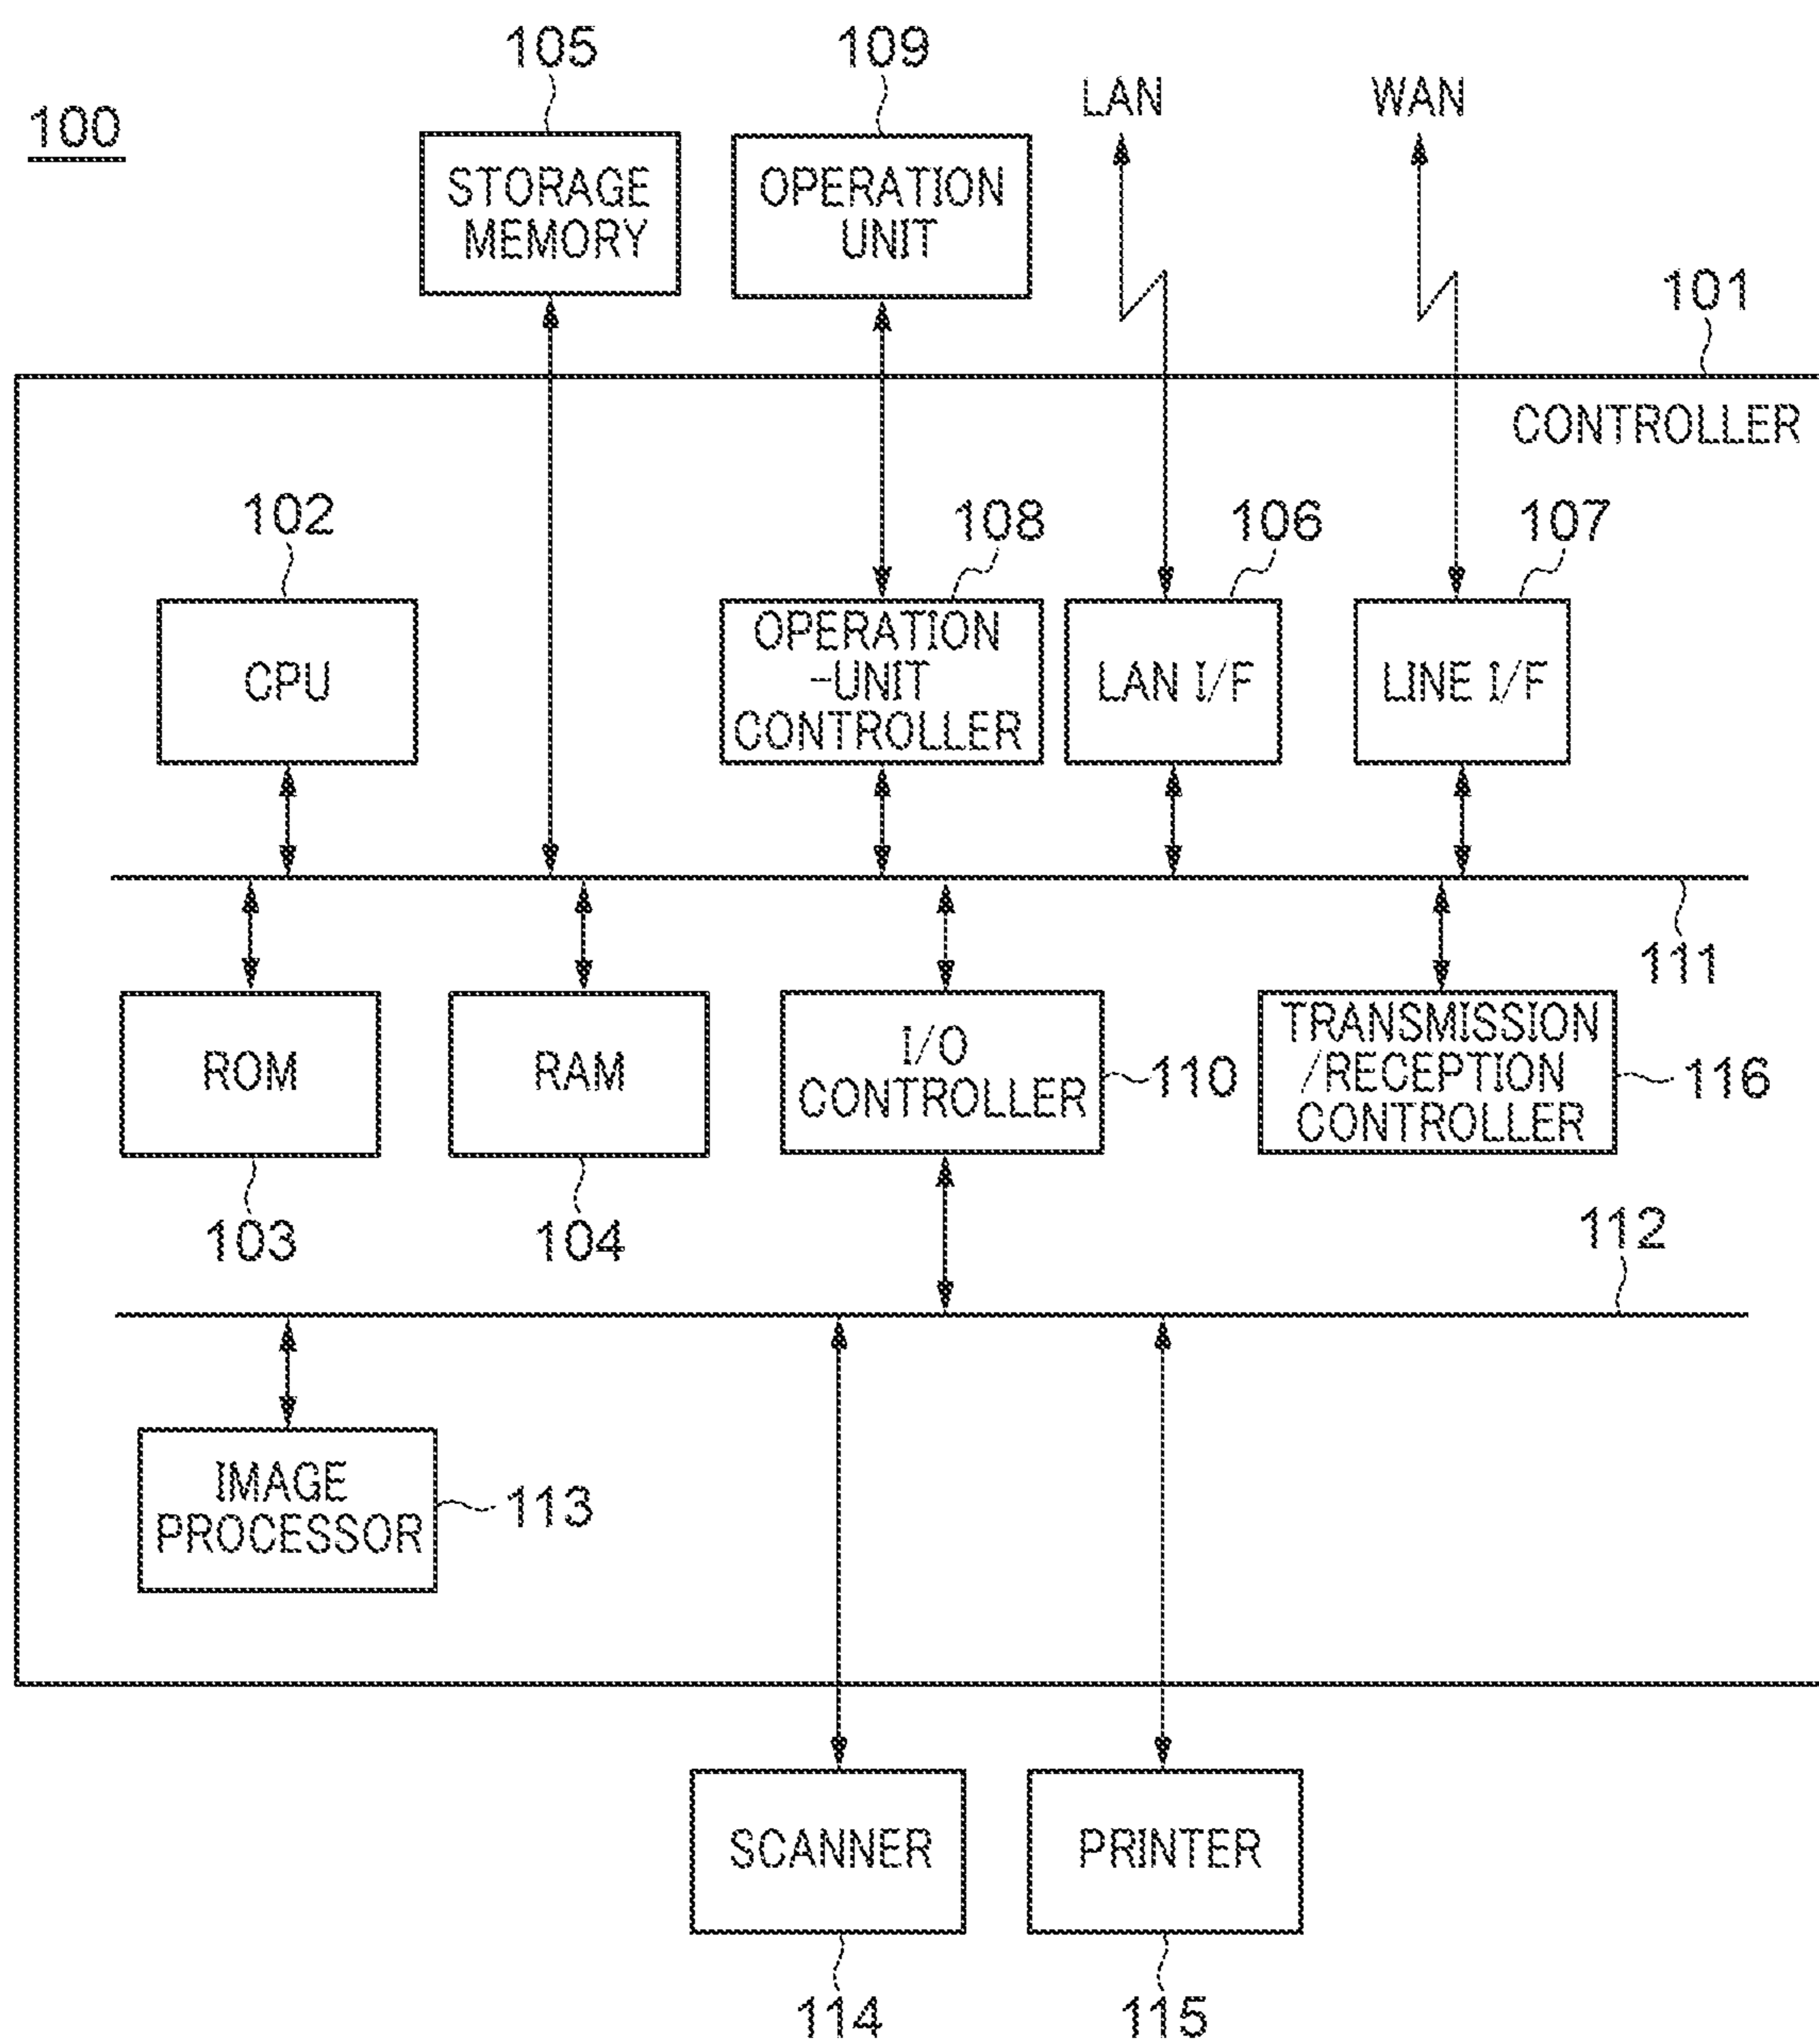 105
109
LAN
WAN
100
STORAGE
MEMORY
OPERATION
UNIT
101
CONTROLLER
102
108
106
107
CPU
OPERATION
-UNIT
CONTROLLER
LAN I/F
LINE I/F
111
ROM
RAM
I/O
CONTROLLER
110
TRANSMISSION
/RECEPTION
CONTROLLER
116
103
104
112
IMAGE
PROCESSOR
113
SCANNER
PRINTER
114
115